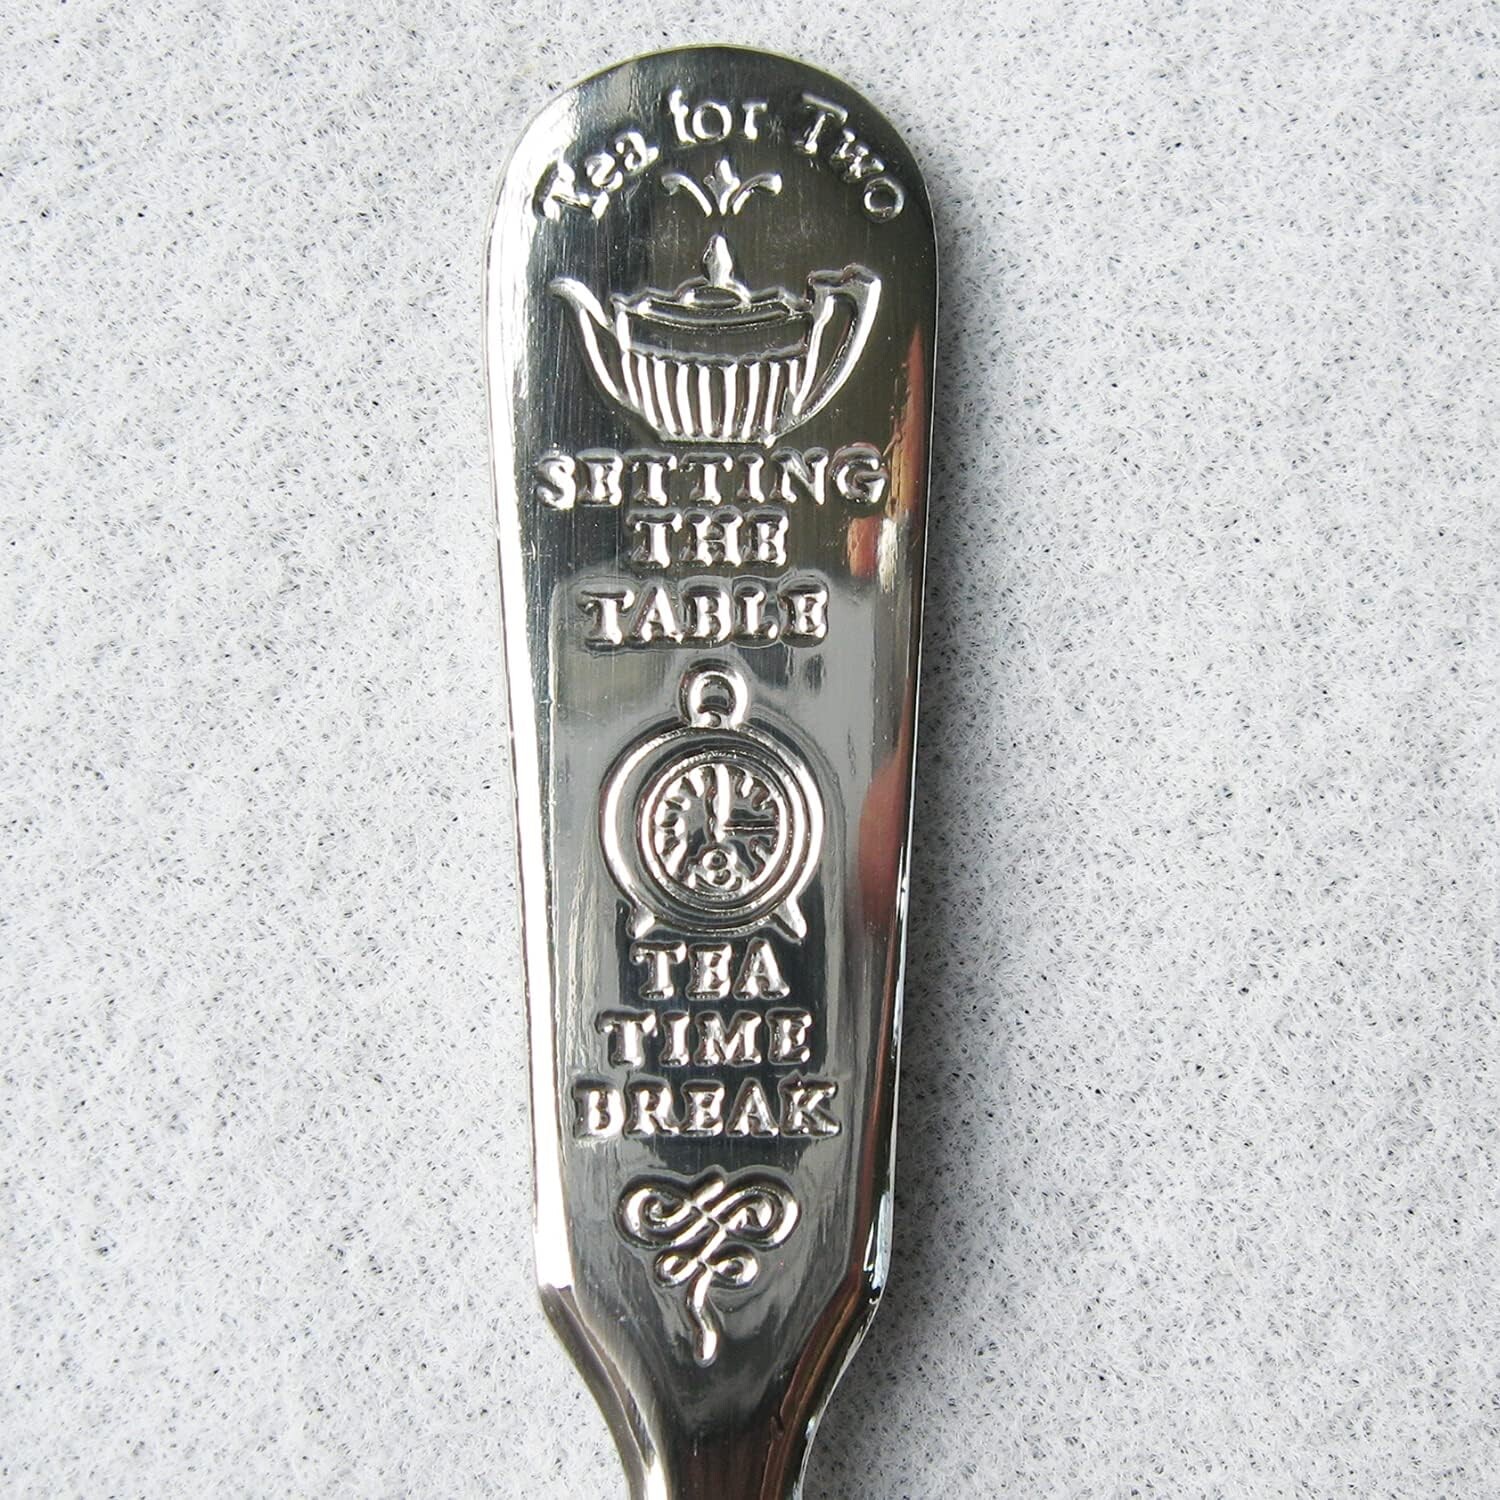 Tea for Two
SETTING
THE
TABLE
TEA
TIME
BREAK